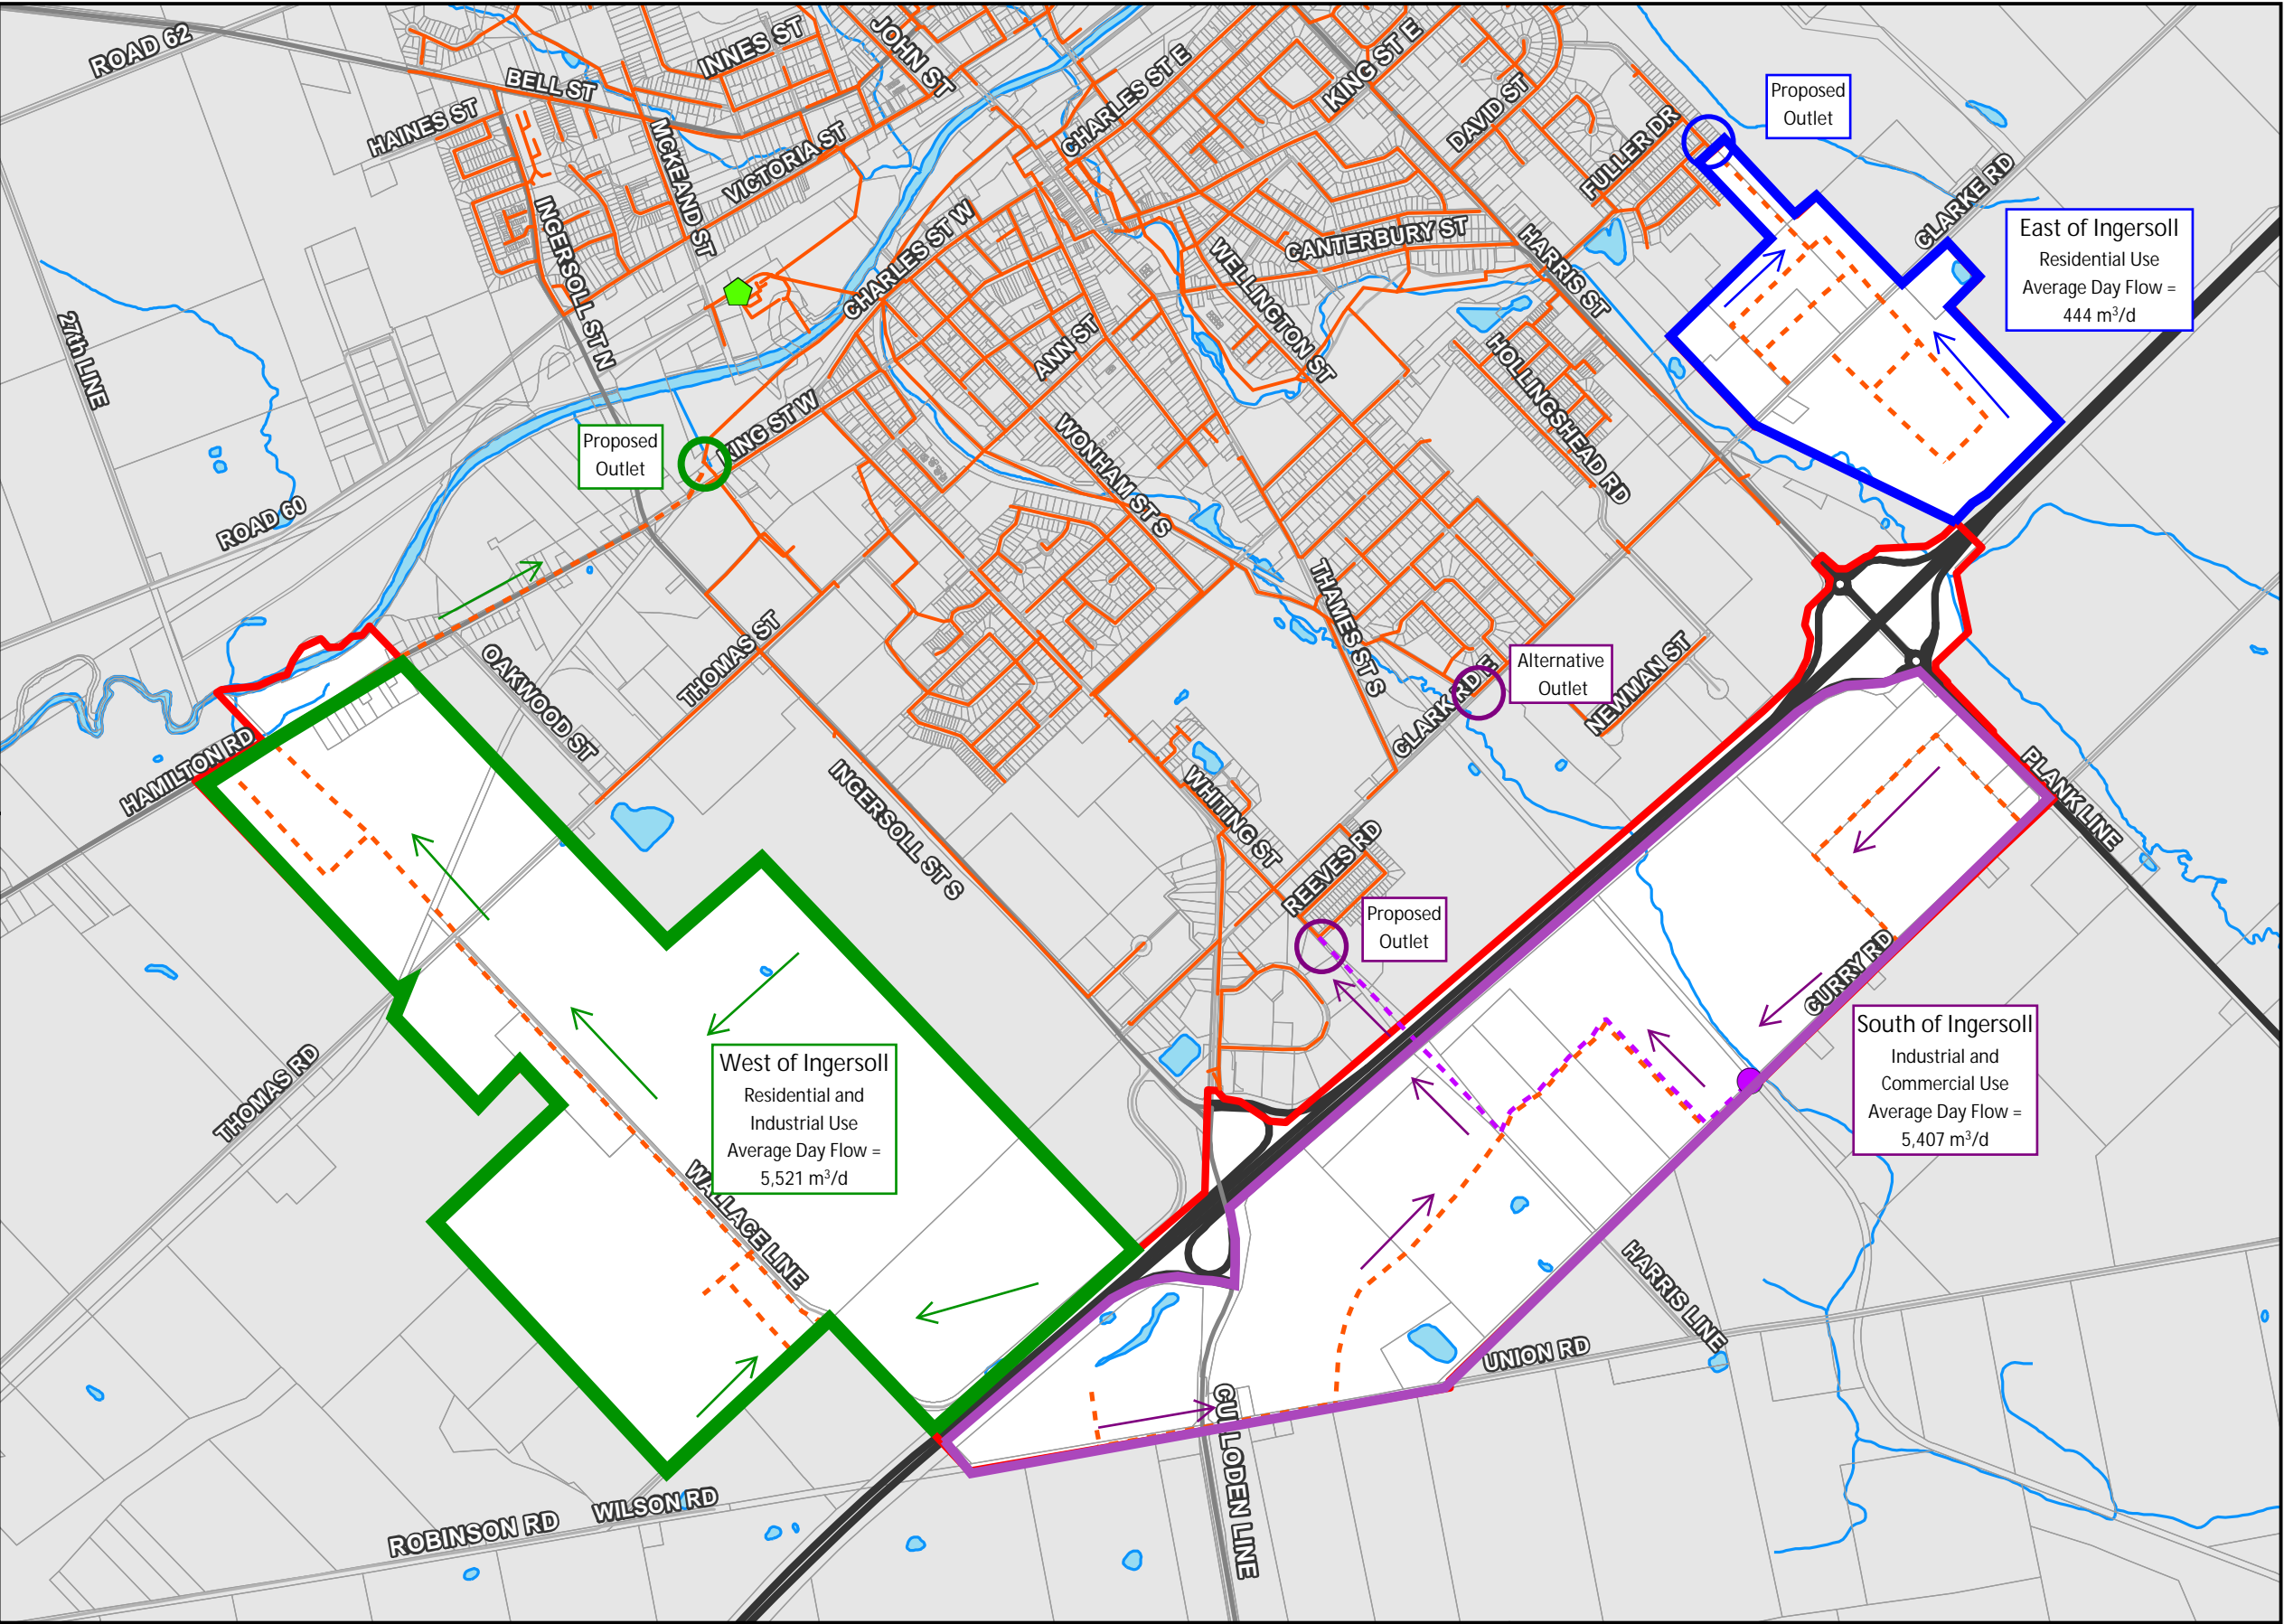 ROAD 62
INNES ST
JOHN ST
BELL ST
HAINES ST
MCKEAND ST
VICTORIA ST
INGERSOLL ST N
CHARLES ST E
KING ST E
DAVID ST
FULLER DR
Proposed
Outlet
CLARKE RD
East of Ingersoll
Residential Use
Average Day Flow =
444 m³/d
CHARLES ST W
CANTERBURY ST
WELLINGTON ST
HARRIS ST
27th LINE
ANN ST
HOLLINGSHEAD RD
KING ST W
Proposed
Outlet
WONHAM ST S
ROAD 60
THAMES ST S
OAKWOOD ST
THOMAS ST
CLARK RD E
Alternative
Outlet
NEWMAN ST
HAMILTON RD
INGERSOLL ST S
WHITING ST
REEVES RD
PLANK LINE
Proposed
Outlet
CURRY RD
South of Ingersoll
Industrial and
Commercial Use
Average Day Flow =
5,407 m³/d
West of Ingersoll
Residential and
Industrial Use
Average Day Flow =
5,521 m³/d
THOMAS RD
WALLACE LINE
HARRIS LINE
UNION RD
CULLODEN LINE
ROBINSON RD
WILSON RD